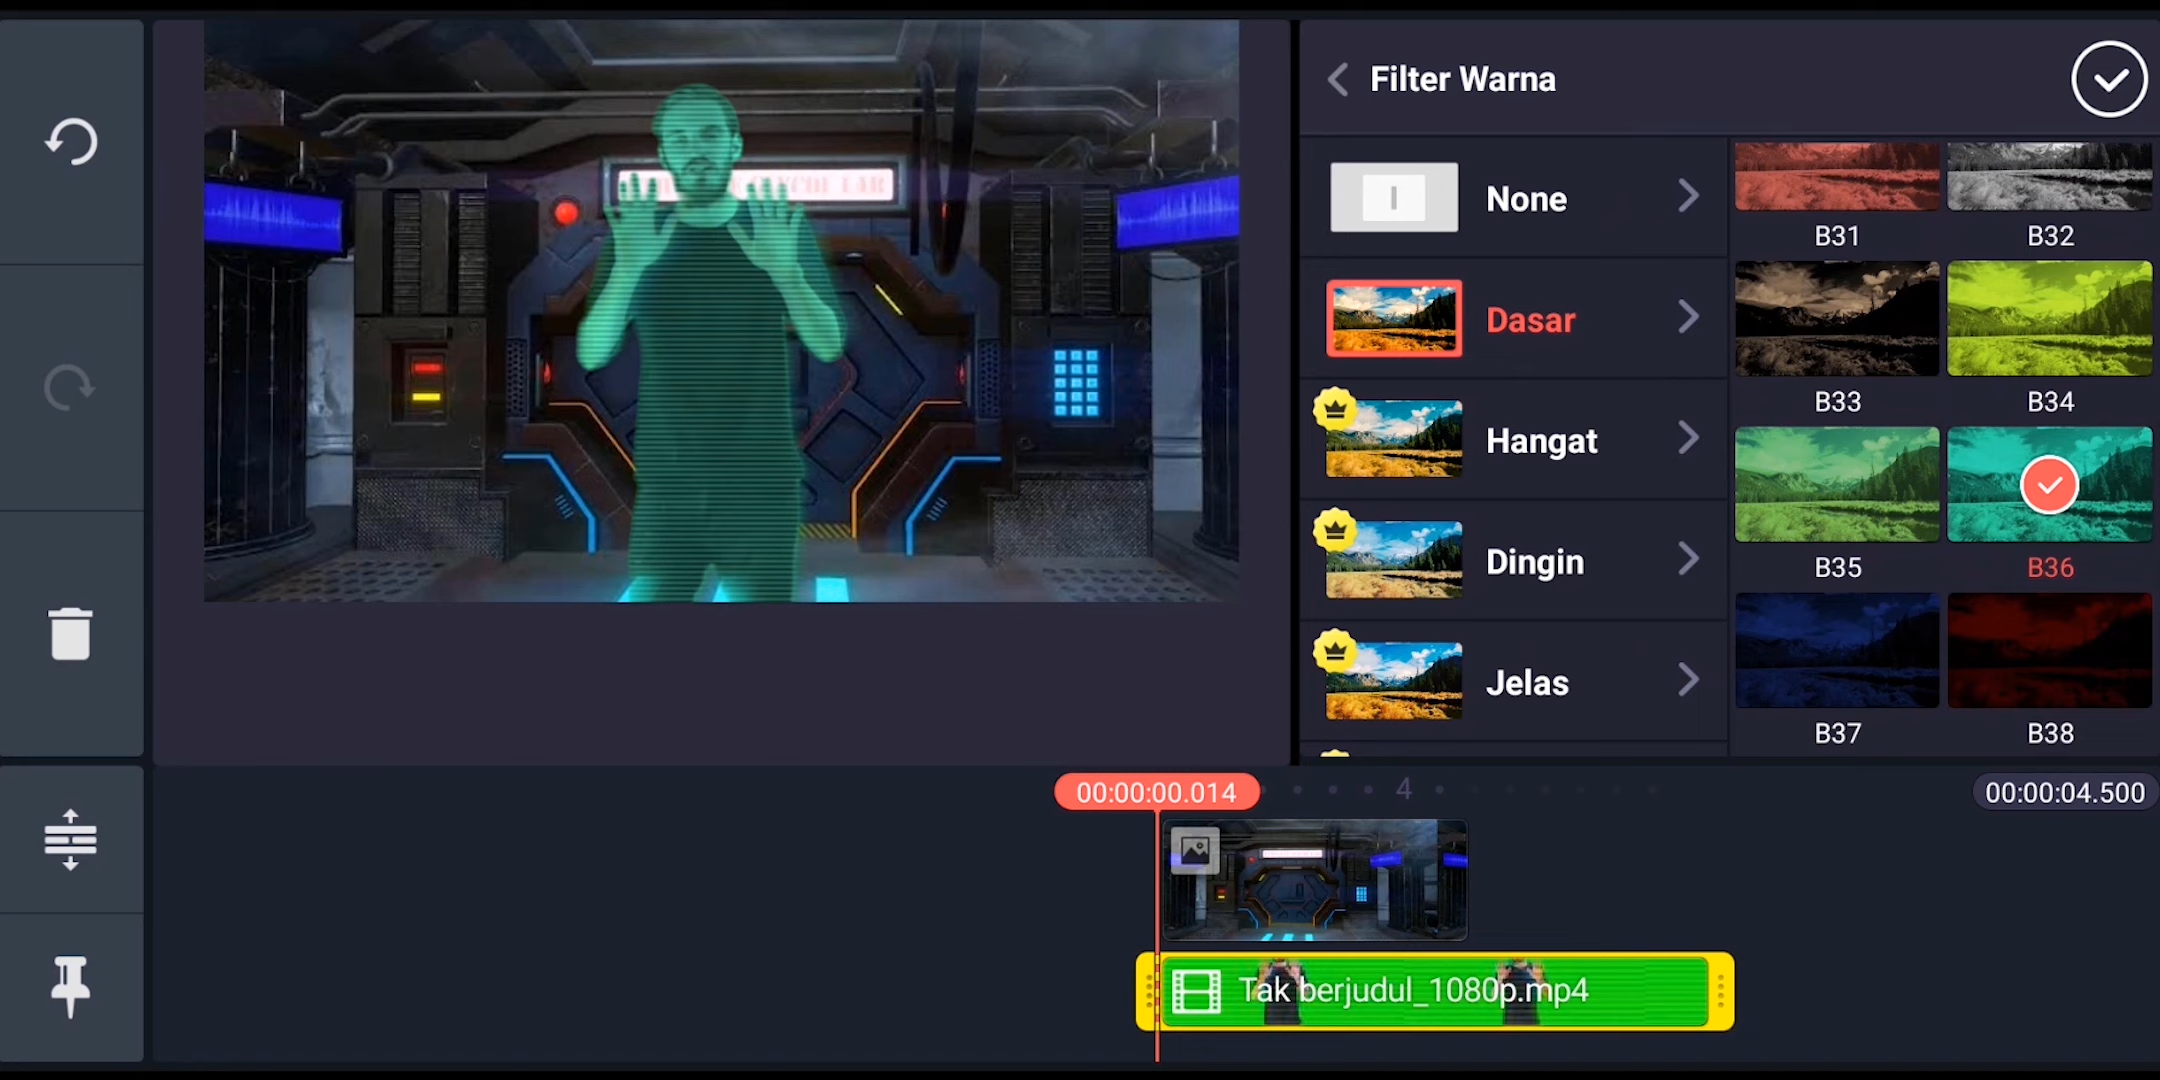 Filter Warna
None
Dasar
Hangat
Dingin
Jelas
B31
B32
B33
B34
B35
B36
B37
B38
00:00:00.014
4
00:00:04.500
Tak berjudul_1080p.mp4